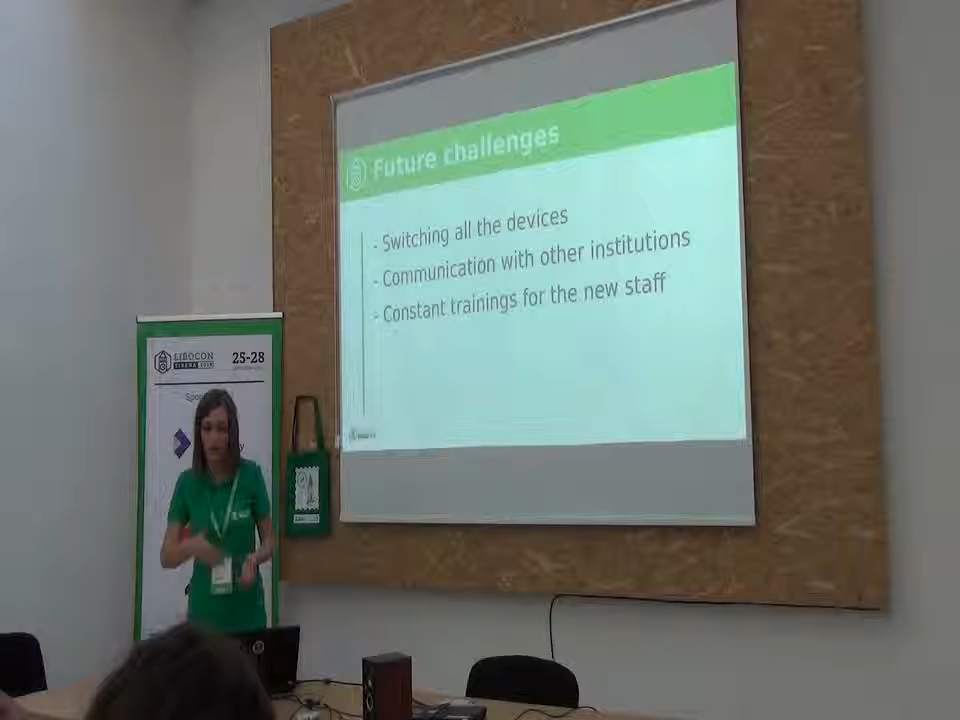 Future challenges
- Switching all the devices
- Communication with other institutions
- Constant trainings for the new staff
LIBOCON
25-28